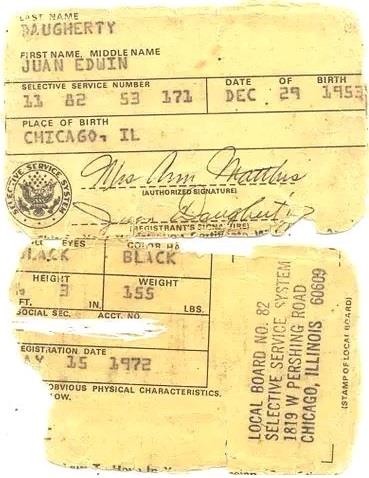 LAST NAME
DAUGHERTY
FIRST NAME, MIDDLE NAME
JUAN EDWIN
SELECTIVE SERVICE NUMBER
DATE OF BIRTH
11 82 53 171
DEC 29 1953
PLACE OF BIRTH
CHICAGO, IL
SELECTIVE SERVICE SYSTEM
Mrs Ann Matthis
(AUTHORIZED SIGNATURE)
Juan Daugherty
(REGISTRANT'S SIGNATURE)
EYES
COLOR HA
LACK
BLACK
HEIGHT
WEIGHT
3
155
FT.
IN.
LBS.
SOCIAL SEC. ACCT. NO.
REGISTRATION DATE
AY 15 1972
OBVIOUS PHYSICAL CHARACTERISTICS.
OW.
LOCAL BOARD NO. 82
SELECTIVE SERVICE SYSTEM
1819 W PERSHING ROAD
CHICAGO, ILLINOIS 60609
(STAMP OF LOCAL BOARD)